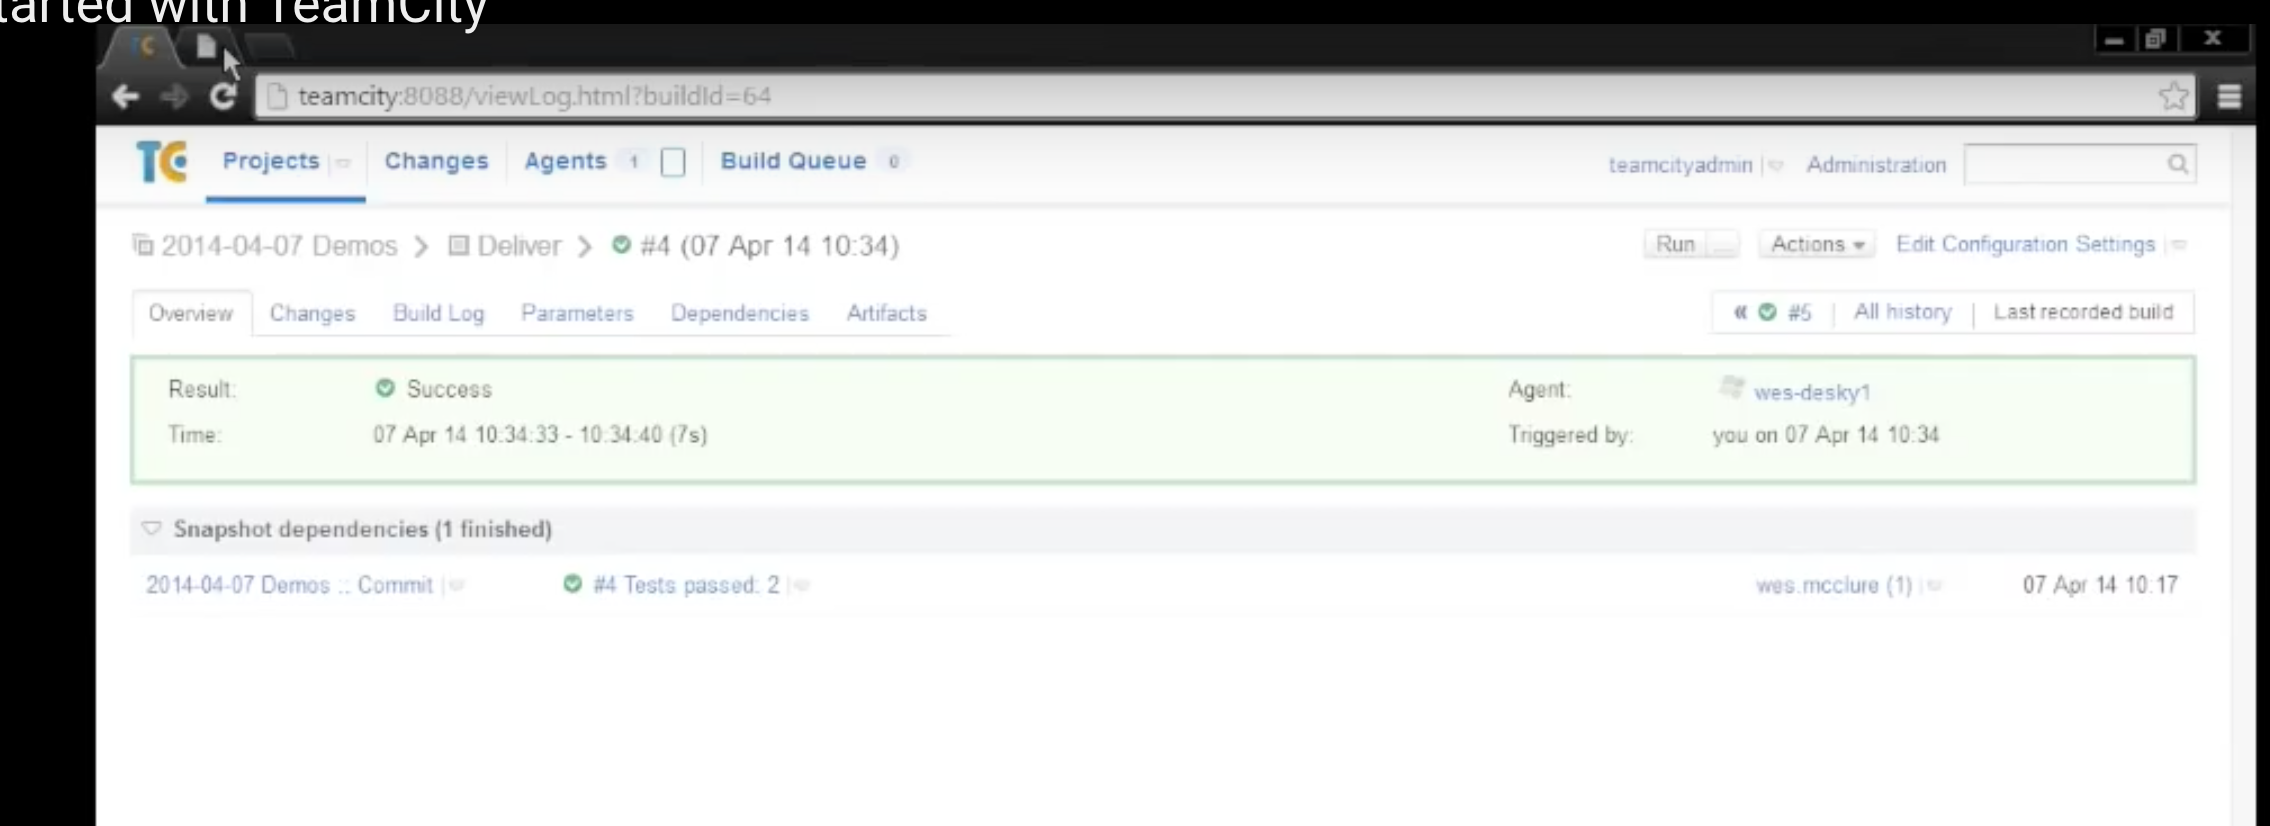 tarted with TeamCity
TC
teamcity:8088/viewLog.html?buildId=64
TC Projects Changes Agents 1 Build Queue 0 teamcityadmin Administration
2014-04-07 Demos > Deliver > #4 (07 Apr 14 10:34) Run ... Actions Edit Configuration Settings
Overview Changes Build Log Parameters Dependencies Artifacts « #5 | All history | Last recorded build
Result: Success Agent: wes-desky1
Time: 07 Apr 14 10:34:33 - 10:34:40 (7s) Triggered by: you on 07 Apr 14 10:34
Snapshot dependencies (1 finished)
2014-04-07 Demos :: Commit #4 Tests passed: 2 wes.mcclure (1) 07 Apr 14 10:17